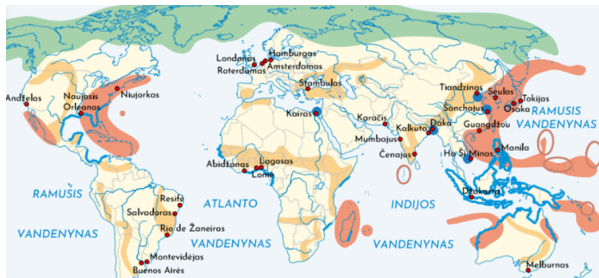 Londonas
Hamburgas
Roterdamas
Amsterdamas
Stambulas
Tiandzinas
Seulas
Tokijas
Osaka
Andželas
Naujasis
Orleanas
Niujorkas
Kairas
Karačis
Kalkuta
Daka
Šanchajus
Guangdžou
RAMUSIS
VANDENYNAS
Mumbajus
Čenajus
Ho Ši Minas
Manila
Abidžanas
Lagosas
Lomė
Džakarta
RAMUSIS
VANDENYNAS
Resifė
Salvadoras
Rio de Žaneiras
ATLANTO
VANDENYNAS
INDIJOS
VANDENYNAS
Montevidėjas
Buenos Airės
Melburnas